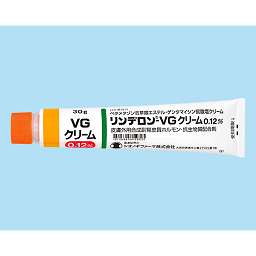 30g
VG
クリーム
0.12%
ベタメタゾン吉草酸エステル・ゲンタマイシン硫酸塩クリーム
リンデロン-VGクリーム0.12%
皮膚外用合成副腎皮質ホルモン・抗生物質配合剤
シオノギファーマ株式会社